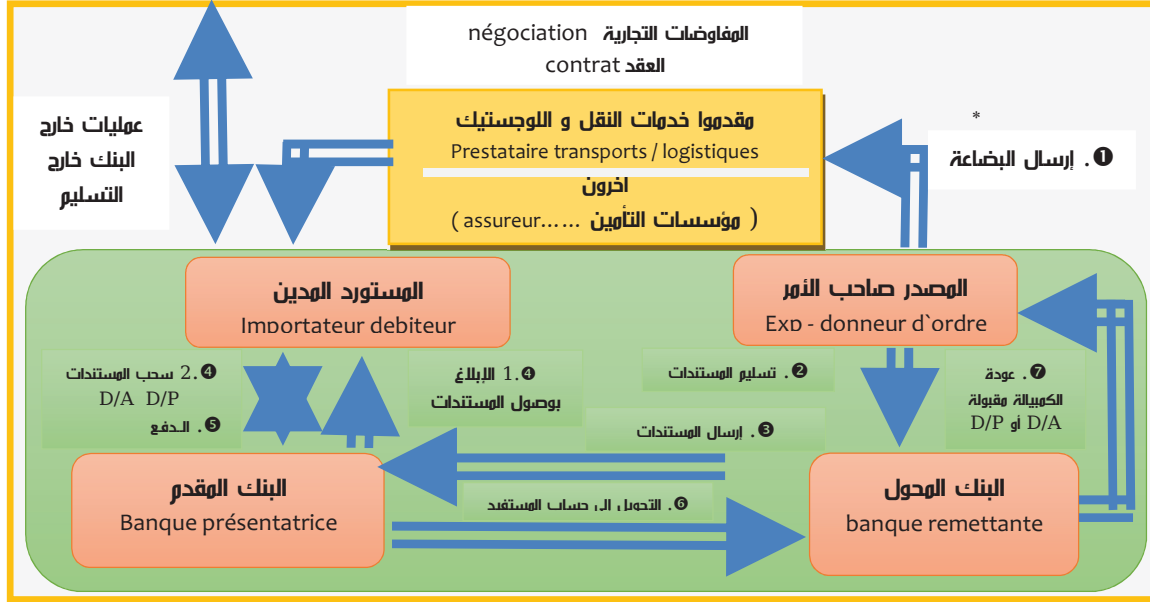 المفاوضات التجارية négociation
العقد contrat
عمليات خارج
البنك خارج
التسليم
مقدموا خدمات النقل و اللوجستيك
Prestataire transports / logistiques
آخرون
( مؤسسات التأمين ......assureur )
*
❶. إرسال البضاعة
المستورد المدين
Importateur debiteur
المصدر صاحب الأمر
Exp - donneur d`ordre
❹.2 سحب المستندات
D/A D/P
❺. الدفع
❹.1 الإبلاغ
بوصول المستندات
❷. تسليم المستندات
❸. إرسال المستندات
❼. عودة
الكمبيالة مقبولة
D/A أو D/P
البنك المقدم
Banque présentatrice
❻. التحويل الى حساب المستفيد
البنك المحول
banque remettante